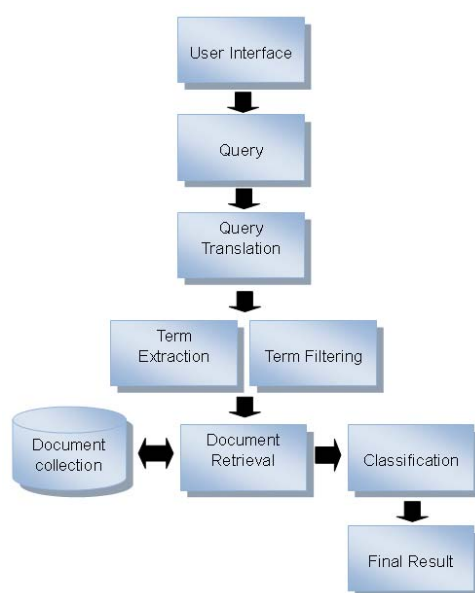 User Interface
Query
Query
Translation
Term
Extraction
Term Filtering
Document
collection
Document
Retrieval
Classification
Final Result